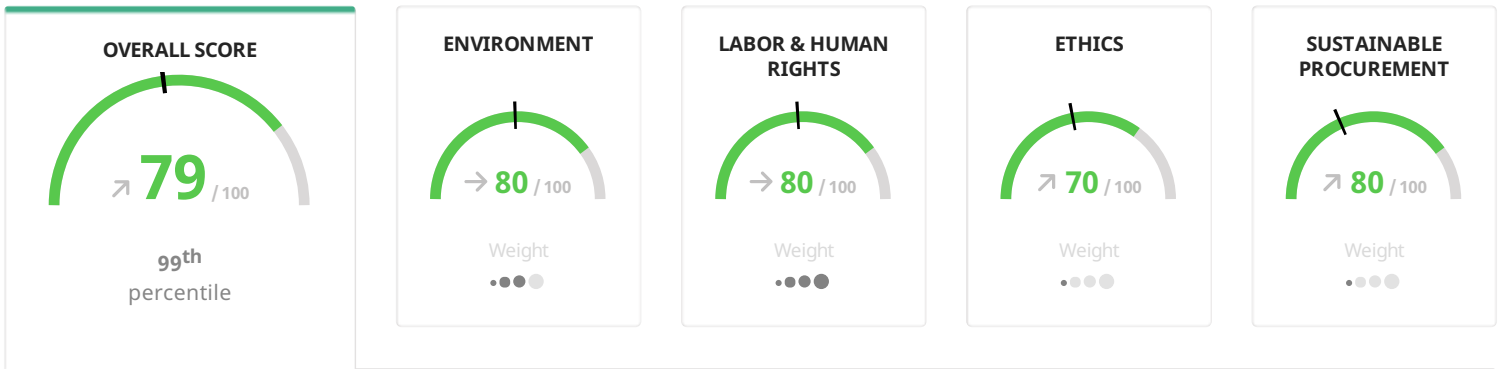 OVERALL SCORE
79 / 100
99th
percentile
ENVIRONMENT
80 / 100
Weight
LABOR & HUMAN
RIGHTS
80 / 100
Weight
ETHICS
70 / 100
Weight
SUSTAINABLE
PROCUREMENT
80 / 100
Weight